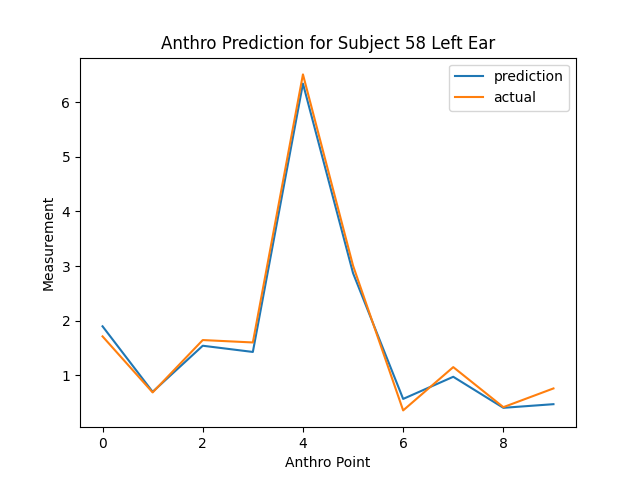 Anthro Prediction for Subject 58 Left Ear
prediction
actual
6
5
4
3
2
1
Measurement
0 2 4 6 8
Anthro Point